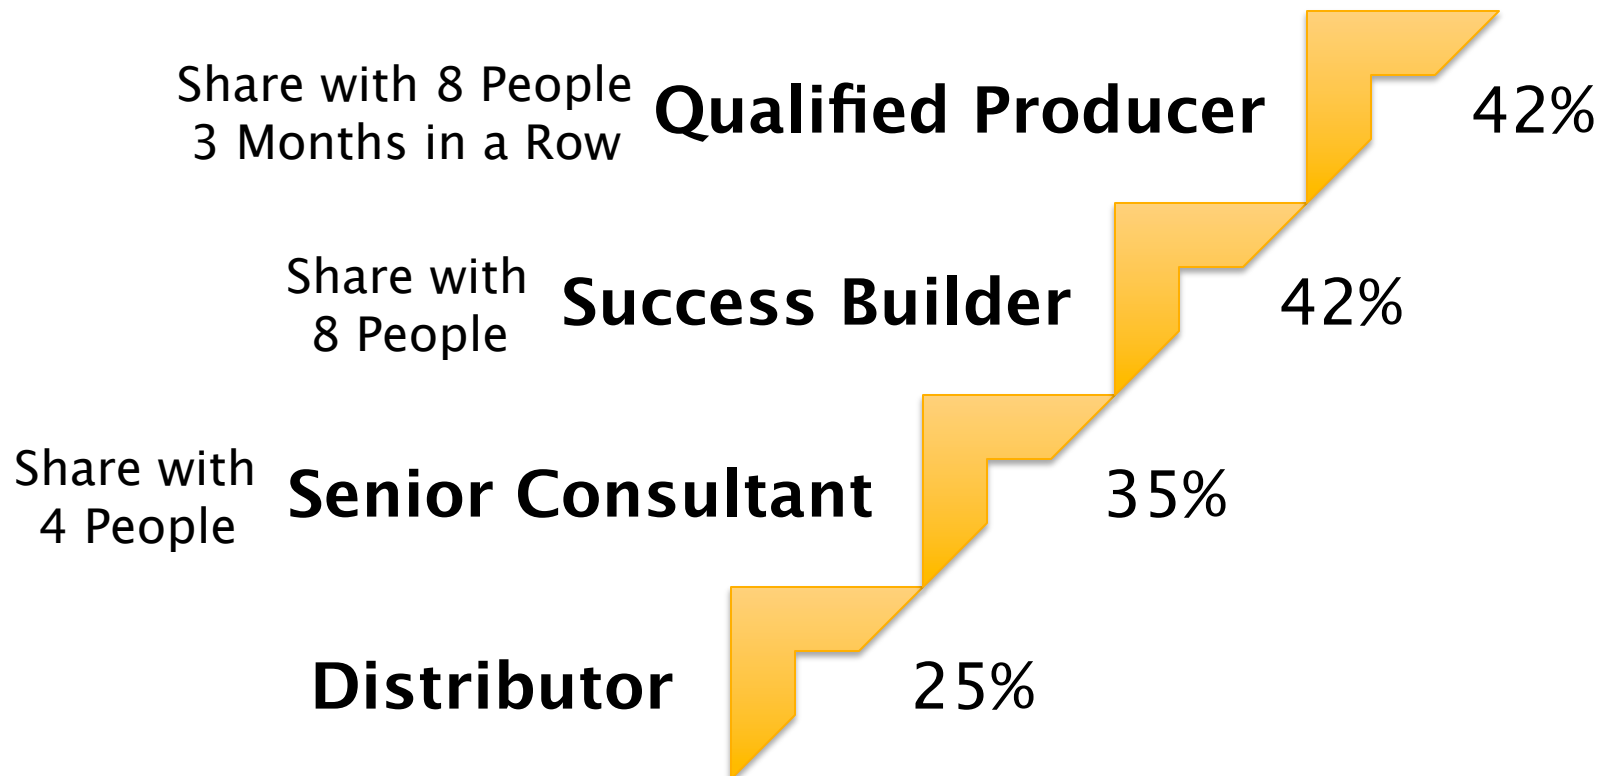 Share with 8 People
3 Months in a Row
Qualified Producer
42%
Share with
8 People
Success Builder
42%
Share with
4 People
Senior Consultant
35%
Distributor
25%